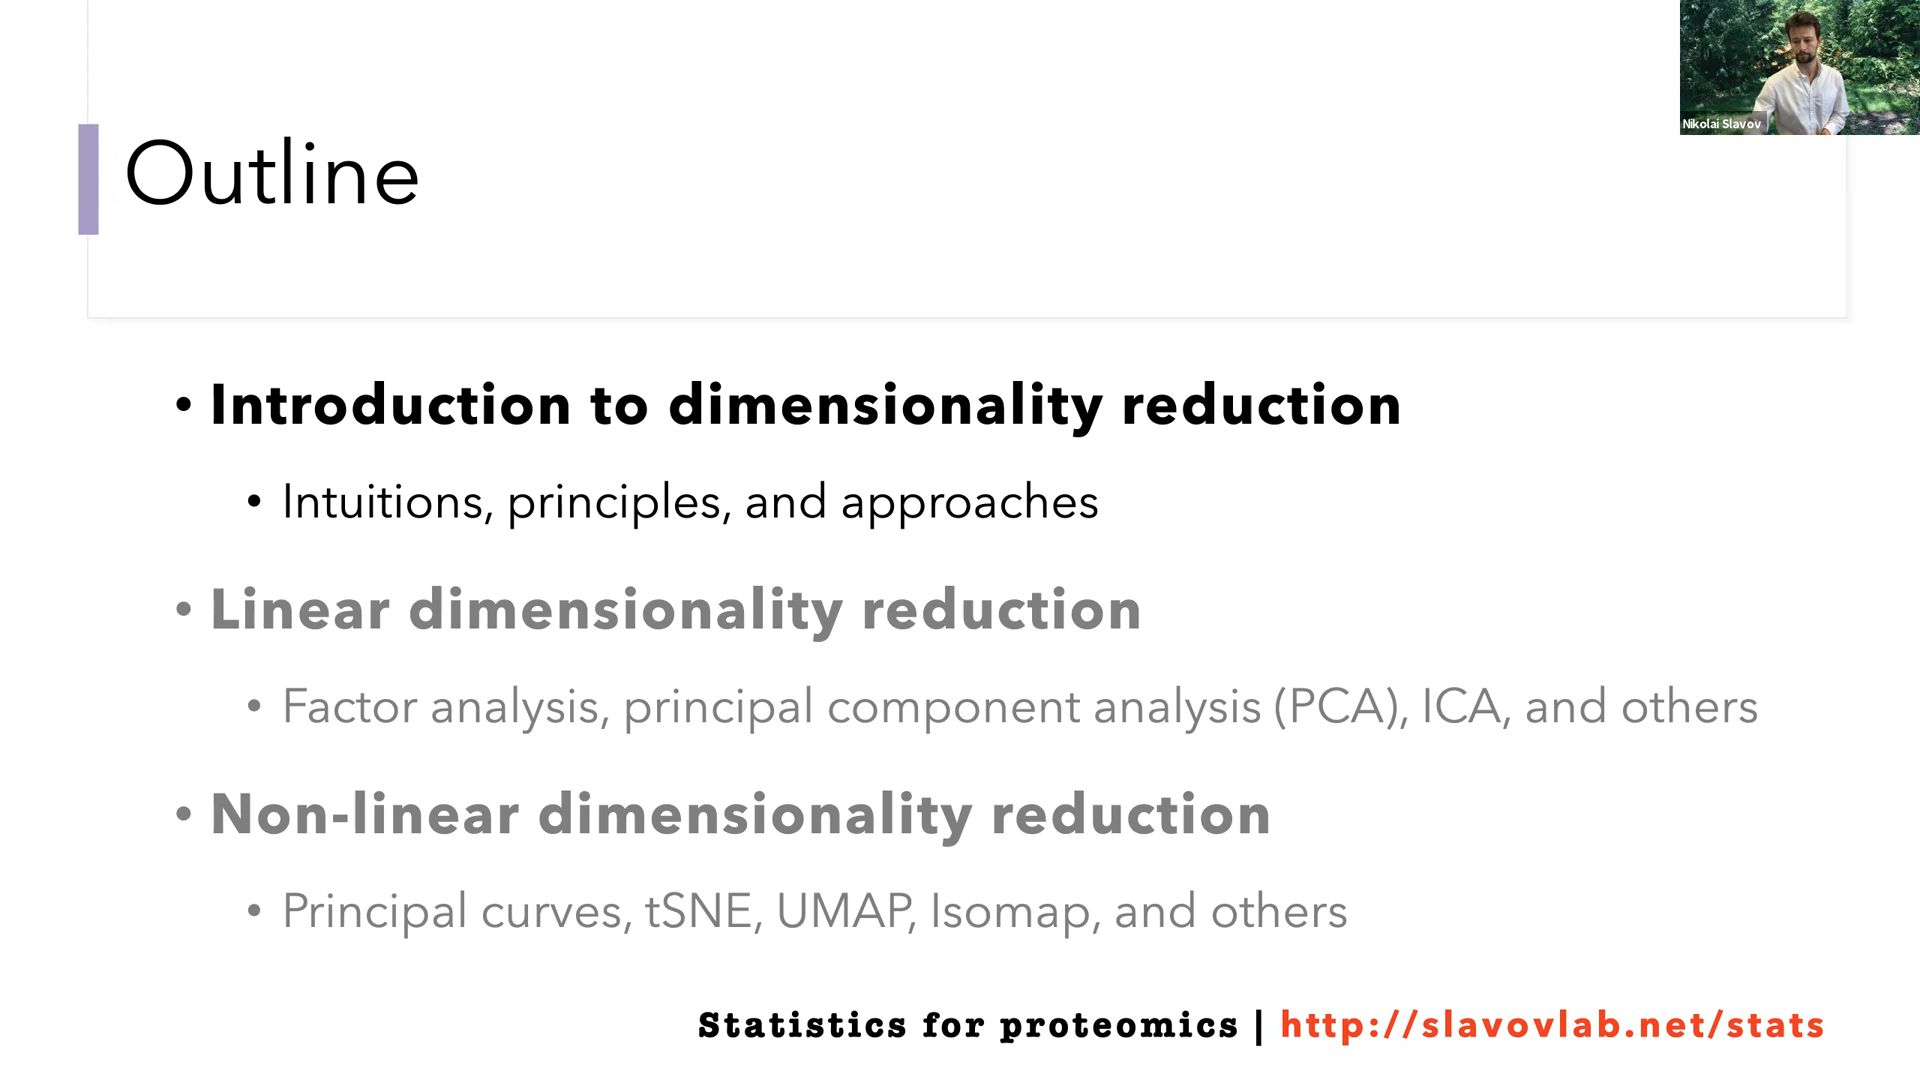 Nikolai Slavov
Outline
• Introduction to dimensionality reduction
• Intuitions, principles, and approaches
• Linear dimensionality reduction
• Factor analysis, principal component analysis (PCA), ICA, and others
• Non-linear dimensionality reduction
• Principal curves, tSNE, UMAP, Isomap, and others
Statistics for proteomics | http://slavovlab.net/stats